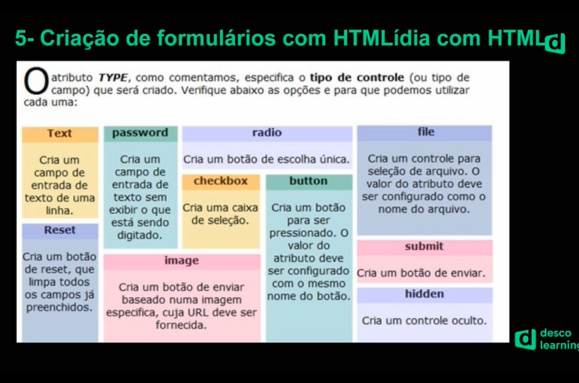 5- Criação de formulários com HTMLídia com HTML
O atributo TYPE, como comentamos, especifica o tipo de controle (ou tipo de
campo) que será criado. Verifique abaixo as opções e para que podemos utilizar
cada uma:
Text
Cria um
campo de
entrada de
texto de uma
linha.
password
Cria um
campo de
entrada de
texto sem
exibir o que
está sendo
digitado.
radio
Cria um botão de escolha única.
file
Cria um controle para
seleção de arquivo. O
valor do atributo deve
ser configurado como o
nome do arquivo.
checkbox
Cria uma caixa
de seleção.
button
Cria um botão
para ser
pressionado. O
valor do
atributo deve
ser configurado
com o mesmo
nome do botão.
Reset
Cria um botão
de reset, que
limpa todos
os campos já
preenchidos.
image
Cria um botão de enviar
baseado numa imagem
especifica, cuja URL deve ser
fornecida.
submit
Cria um botão de enviar.
hidden
Cria um controle oculto.
desco
learning